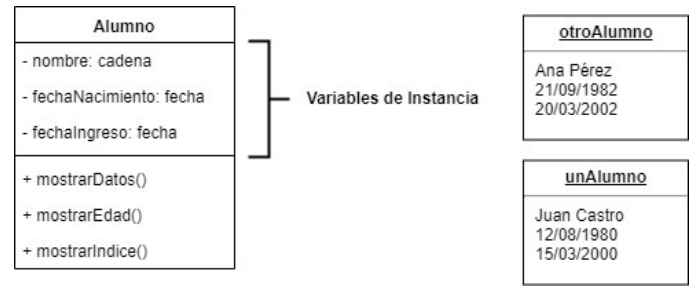 Alumno
- nombre: cadena
- fechaNacimiento: fecha
- fechaIngreso: fecha
+ mostrarDatos()
+ mostrarEdad()
+ mostrarIndice()
Variables de Instancia
otroAlumno
Ana Pérez
21/09/1982
20/03/2002
unAlumno
Juan Castro
12/08/1980
15/03/2000